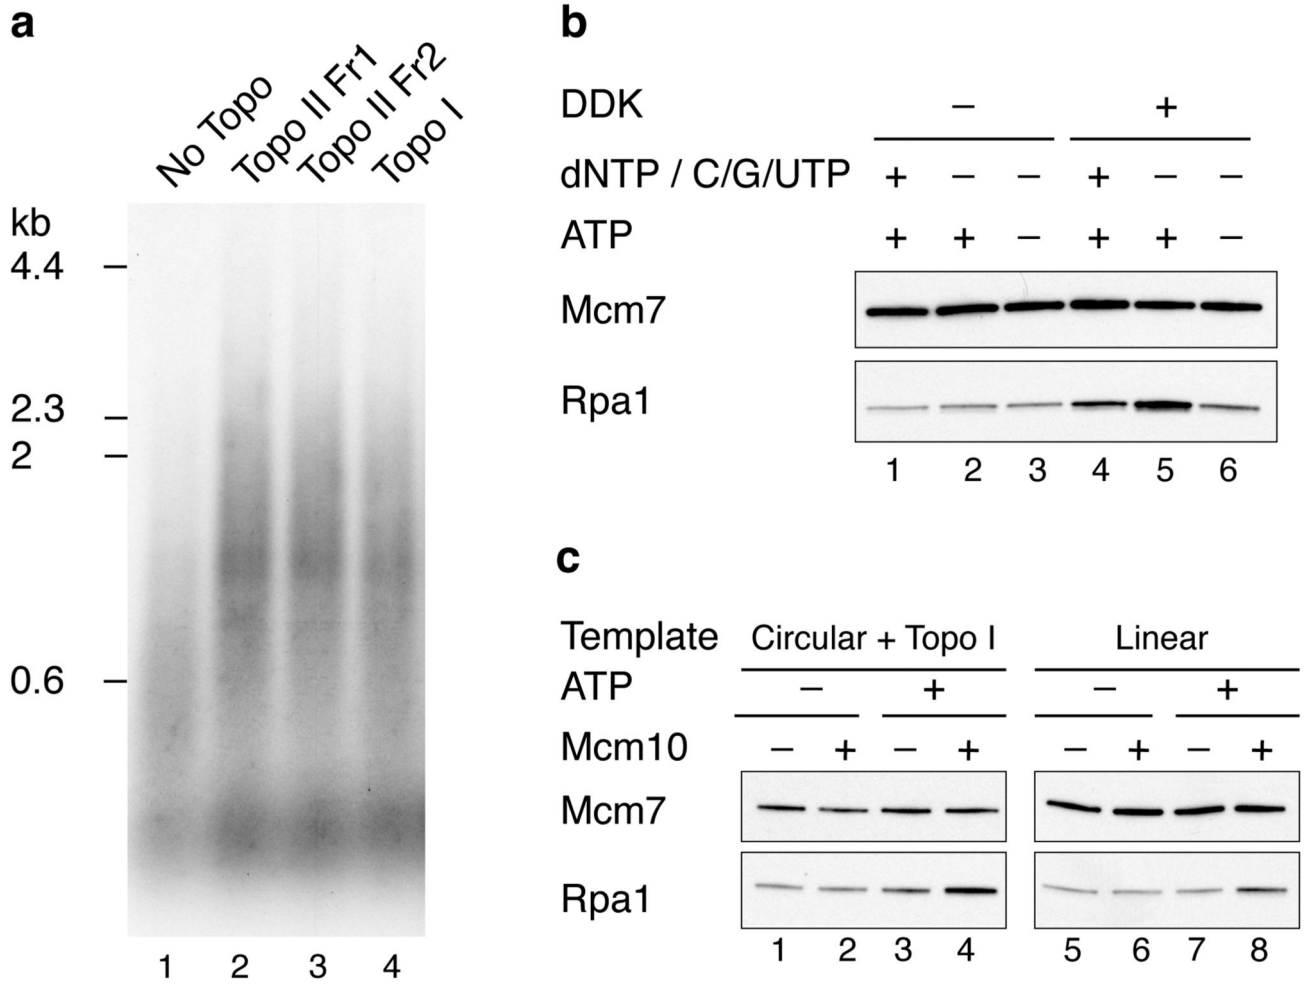 a
No Topo
Topo II Fr1
Topo II Fr2
Topo I
kb
4.4
2.3
2
0.6
1 2 3 4
b
DDK − +
dNTP / C/G/UTP + − − + − −
ATP + + − + + −
Mcm7
Rpa1
1 2 3 4 5 6
c
Template Circular + Topo I Linear
ATP − + − +
Mcm10 − + − + − + − +
Mcm7
Rpa1
1 2 3 4 5 6 7 8